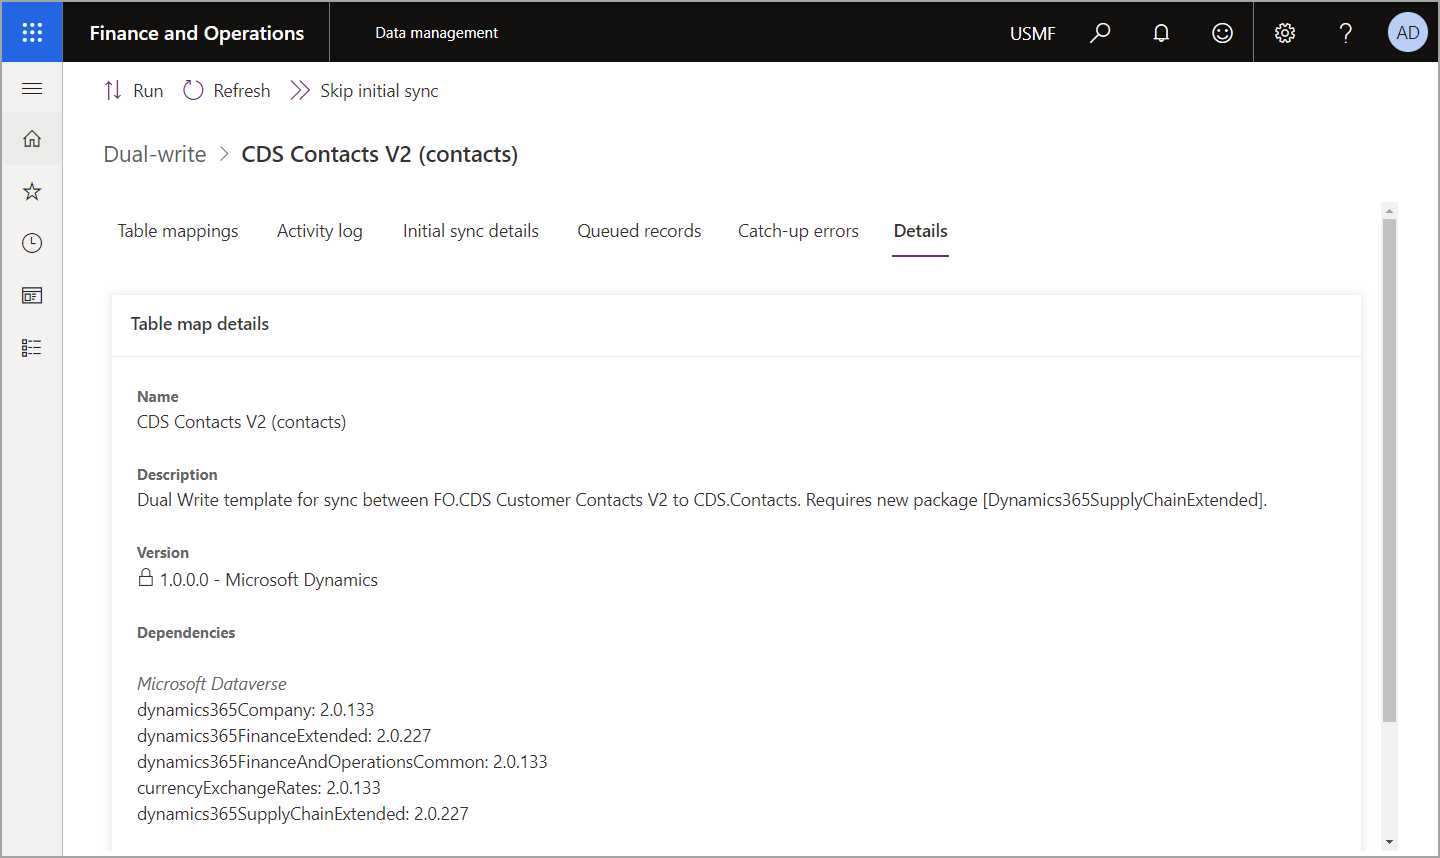 Finance and Operations Data management USMF AD
Run Refresh Skip initial sync
Dual-write > CDS Contacts V2 (contacts)
Table mappings Activity log Initial sync details Queued records Catch-up errors Details
Table map details
Name
CDS Contacts V2 (contacts)
Description
Dual Write template for sync between FO.CDS Customer Contacts V2 to CDS.Contacts. Requires new package [Dynamics365SupplyChainExtended].
Version
1.0.0.0 - Microsoft Dynamics
Dependencies
Microsoft Dataverse
dynamics365Company: 2.0.133
dynamics365FinanceExtended: 2.0.227
dynamics365FinanceAndOperationsCommon: 2.0.133
currencyExchangeRates: 2.0.133
dynamics365SupplyChainExtended: 2.0.227